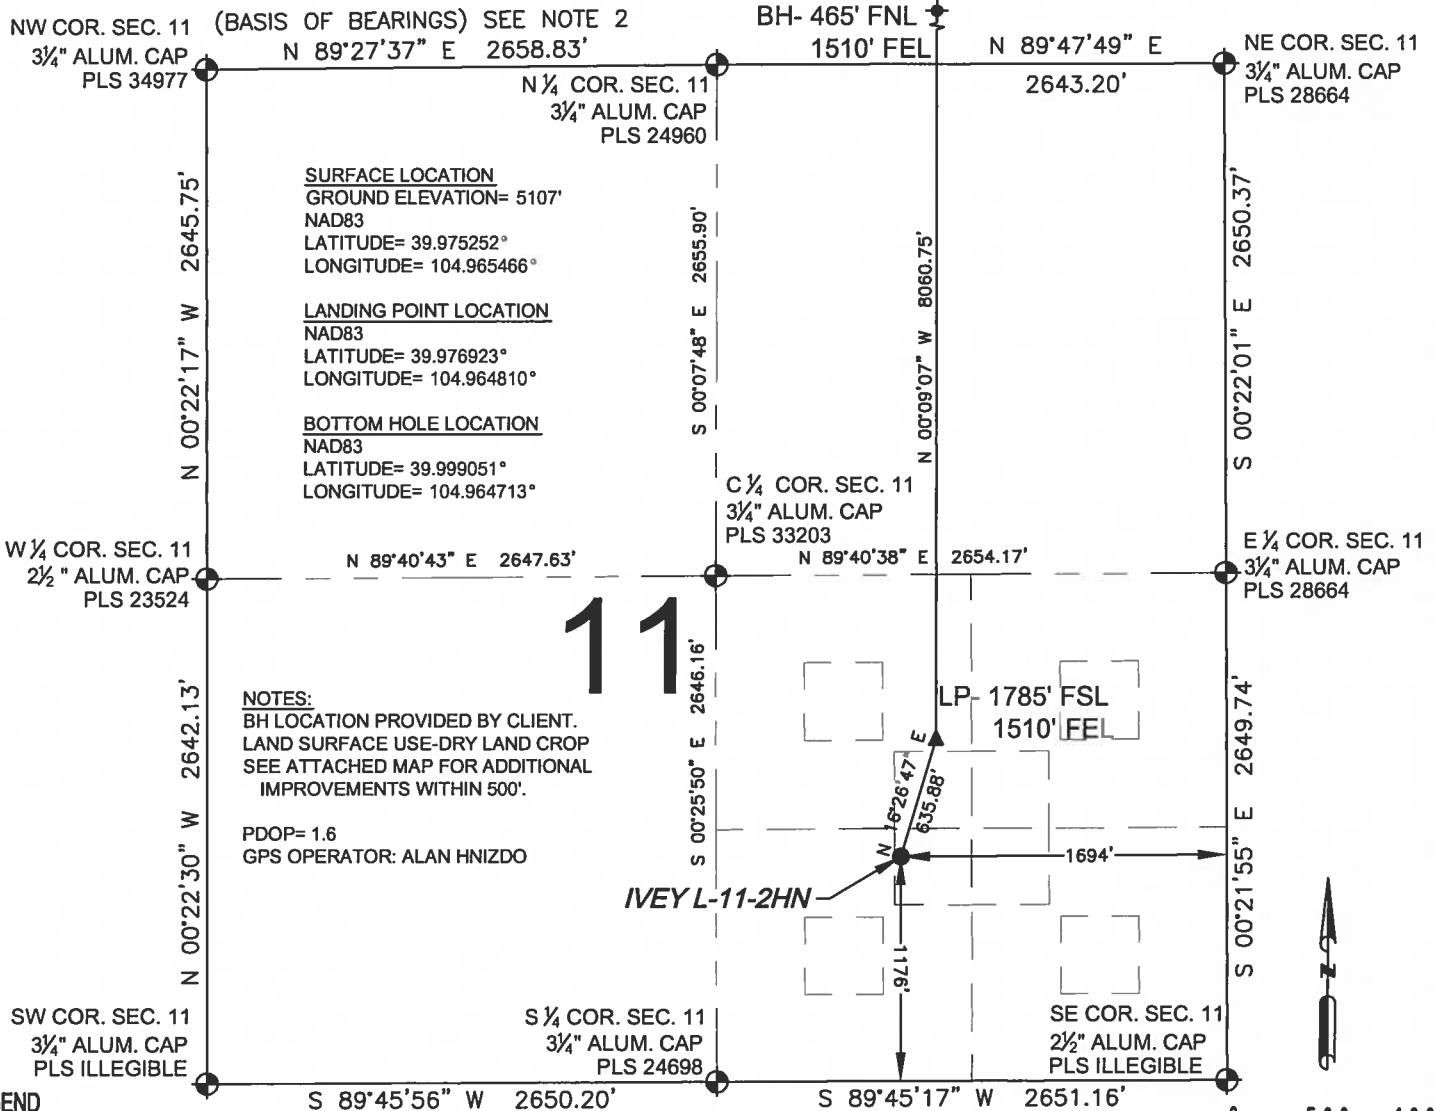 (BASIS OF BEARINGS) SEE NOTE 2
N 89°27'37" E 2658.83'
NW COR. SEC. 11
3¼" ALUM. CAP
PLS 34977
BH- 465' FNL
1510' FEL
N 89°47'49" E
2643.20'
NE COR. SEC. 11
3¼" ALUM. CAP
PLS 28664
N ¼ COR. SEC. 11
3¼" ALUM. CAP
PLS 24960
N 00°22'17" W 2645.75'
SURFACE LOCATION
GROUND ELEVATION= 5107'
NAD83
LATITUDE= 39.975252°
LONGITUDE= 104.965466°
LANDING POINT LOCATION
NAD83
LATITUDE= 39.976923°
LONGITUDE= 104.964810°
BOTTOM HOLE LOCATION
NAD83
LATITUDE= 39.999051°
LONGITUDE= 104.964713°
S 00°07'48" E 2655.90'
N 00°09'07" W 8060.75'
S 00°22'01" E 2650.37'
C ¼ COR. SEC. 11
3¼" ALUM. CAP
PLS 33203
W ¼ COR. SEC. 11
2½" ALUM. CAP
PLS 23524
N 89°40'43" E 2647.63'
N 89°40'38" E 2654.17'
E ¼ COR. SEC. 11
3¼" ALUM. CAP
PLS 28664
11
N 00°22'30" W 2642.13'
NOTES:
BH LOCATION PROVIDED BY CLIENT.
LAND SURFACE USE-DRY LAND CROP
SEE ATTACHED MAP FOR ADDITIONAL
IMPROVEMENTS WITHIN 500'.
PDOP= 1.6
GPS OPERATOR: ALAN HNIZDO
S 00°25'50" E 2646.16'
LP- 1785' FSL
1510' FEL
N 16°26'47" E
635.88'
1694'
IVEY L-11-2HN
1176'
S 00°21'55" E 2649.74'
N
SW COR. SEC. 11
3¼" ALUM. CAP
PLS ILLEGIBLE
S ¼ COR. SEC. 11
3¼" ALUM. CAP
PLS 24698
SE COR. SEC. 11
2½" ALUM. CAP
PLS ILLEGIBLE
S 89°45'56" W 2650.20'
S 89°45'17" W 2651.16'